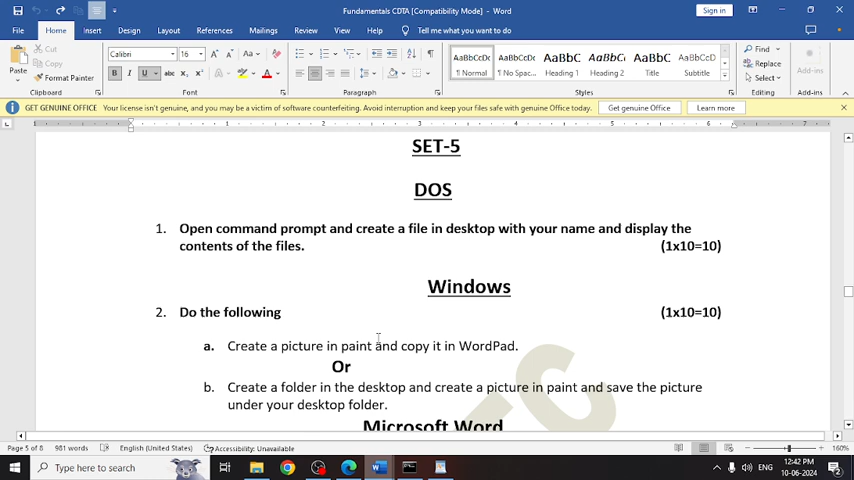 Fundamentals CDTA [Compatibility Mode] - Word
Sign in
File Home Insert Design Layout References Mailings Review View Help Tell me what you want to do
Paste
Cut
Copy
Format Painter
Clipboard
Calibri 16
Font
Paragraph
AaBbCcDc AaBbCcDc AaBbC AaBbCc AaBbC AaBbCcD
¶ Normal ¶ No Spac... Heading 1 Heading 2 Title Subtitle
Styles
Find
Replace
Select
Editing
Add-ins
Add-ins
GET GENUINE OFFICE Your license isn't genuine, and you may be a victim of software counterfeiting. Avoid interruption and keep your files safe with genuine Office today. Get genuine Office Learn more
1 2 3 4 5 6 7
SET-5
DOS
1. Open command prompt and create a file in desktop with your name and display the
contents of the files. (1x10=10)
Windows
2. Do the following (1x10=10)
a. Create a picture in paint and copy it in WordPad.
Or
b. Create a folder in the desktop and create a picture in paint and save the picture
under your desktop folder.
Microsoft Word
Page 5 of 8 981 words English (United States) Accessibility: Unavailable 160%
Type here to search
ENG
12:42 PM
10-06-2024
2